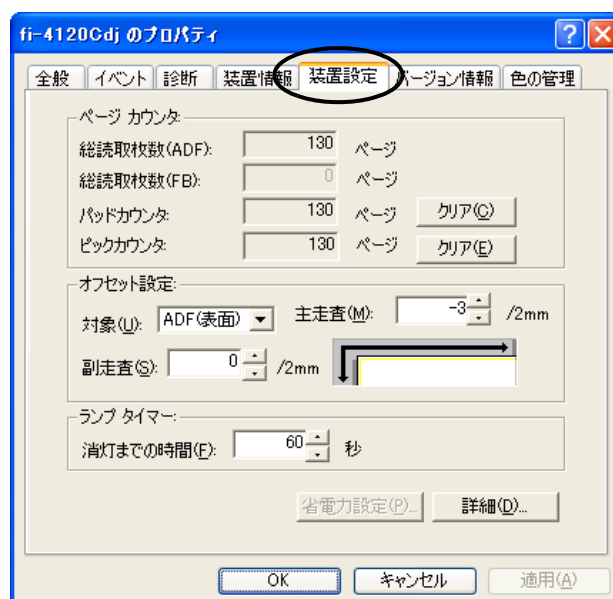 fi-4120Cdj のプロパティ
全般 イベント 診断 装置情報 装置設定 バージョン情報 色の管理
ページ カウンタ:
総読取枚数(ADF): 130 ページ
総読取枚数(FB): 0 ページ
パッドカウンタ: 130 ページ クリア(C)
ピックカウンタ: 130 ページ クリア(E)
オフセット設定:
対象(U): ADF(表面) 主走査(M): -3 /2mm
副走査(S): 0 /2mm
ランプ タイマー:
消灯までの時間(F): 60 秒
省電力設定(P)... 詳細(D)...
OK キャンセル 適用(A)